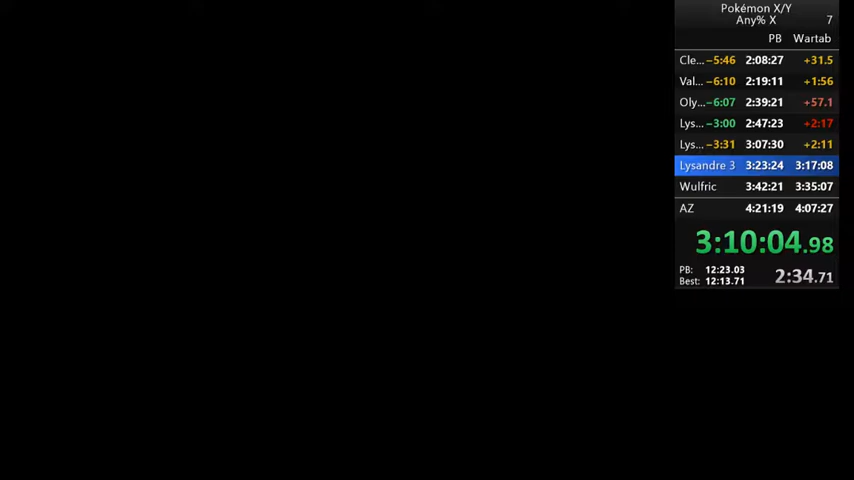 Pokémon X/Y
Any% X 7
PB Wartab
Cle... −5:46 2:08:27 +31.5
Val... −6:10 2:19:11 +1:56
Oly... −6:07 2:39:21 +57.1
Lys... −3:00 2:47:23 +2:17
Lys... −3:31 3:07:30 +2:11
Lysandre 3 3:23:24 3:17:08
Wulfric 3:42:21 3:35:07
AZ 4:21:19 4:07:27
3:10:04.98
PB: 12:23.03
Best: 12:13.71
2:34.71